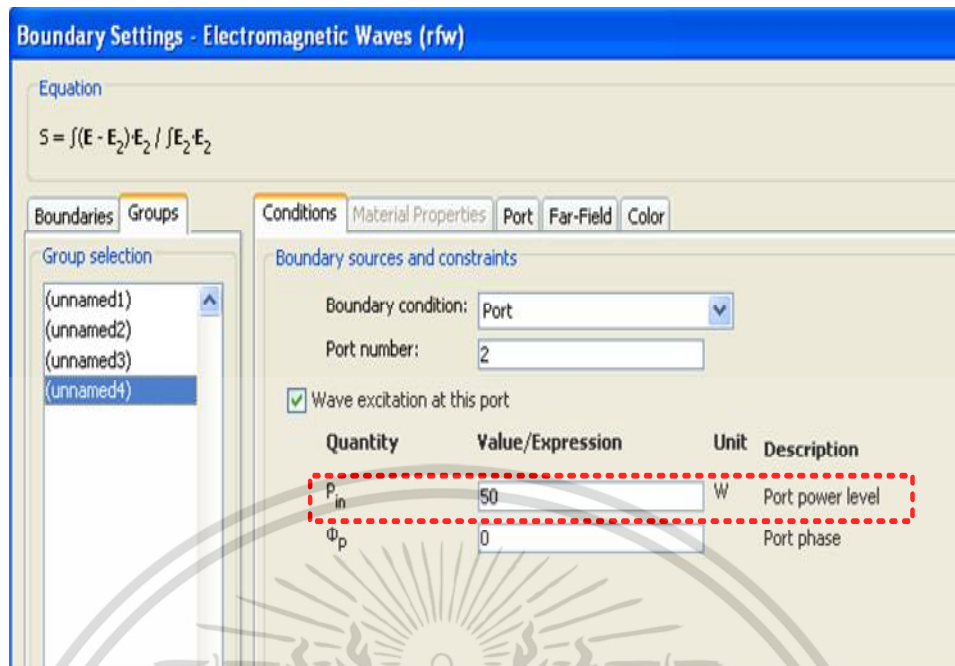 Boundary Settings - Electromagnetic Waves (rfw)
Equation
S = ∫(E - E₂)·E₂ / ∫E₂·E₂
Boundaries Groups
Conditions Material Properties Port Far-Field Color
Group selection
(unnamed1)
(unnamed2)
(unnamed3)
(unnamed4)
Boundary sources and constraints
Boundary condition: Port
Port number: 2
Wave excitation at this port
Quantity Value/Expression Unit Description
P_in 50 W Port power level
Φ_p 0 Port phase